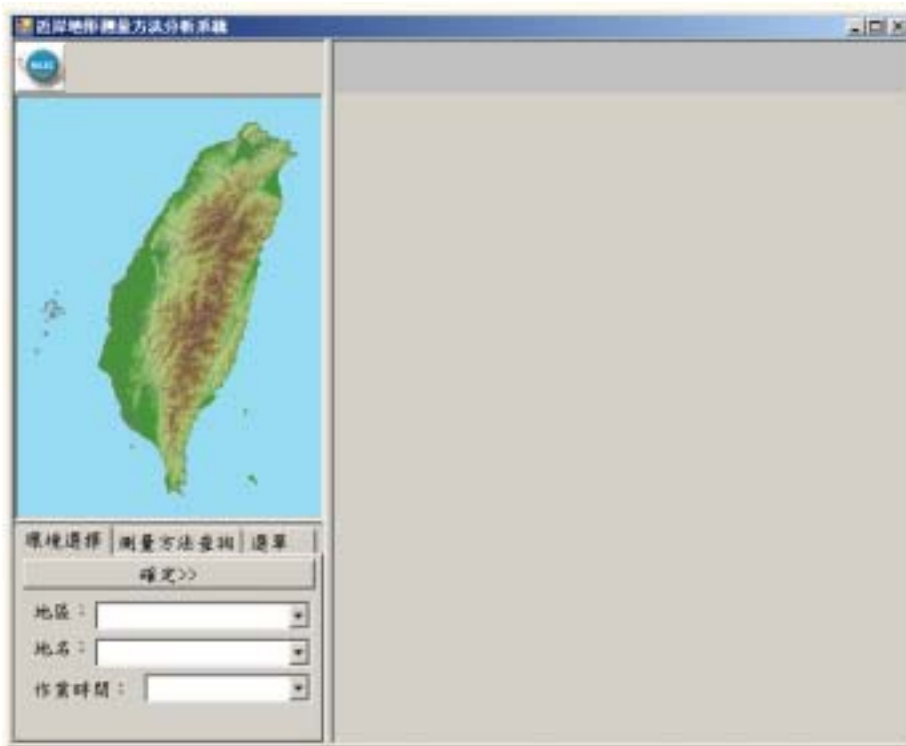 近岸地形測量方法分析系統
環境選擇 測量方法查詢 選單
確定>>
地區：
地名：
作業時間：